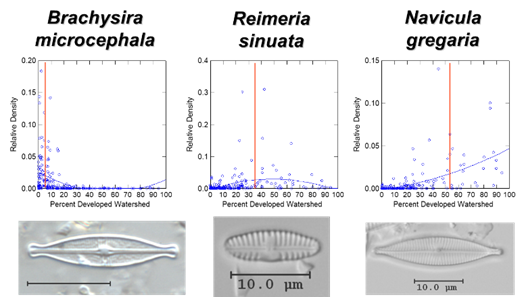 Brachysira
microcephala
Reimeria
sinuata
Navicula
gregaria
0.20
0.15
0.10
0.05
0.00
Relative Density
0 10 20 30 40 50 60 70 80 90 100
Percent Developed Watershed
0.4
0.3
0.2
0.1
0.0
Relative Density
0 10 20 30 40 50 60 70 80 90 100
Percent Developed Watershed
0.15
0.10
0.05
0.00
Relative Density
0 10 20 30 40 50 60 70 80 90 100
Percent Developed Watershed
10.0 µm
10.0 µm